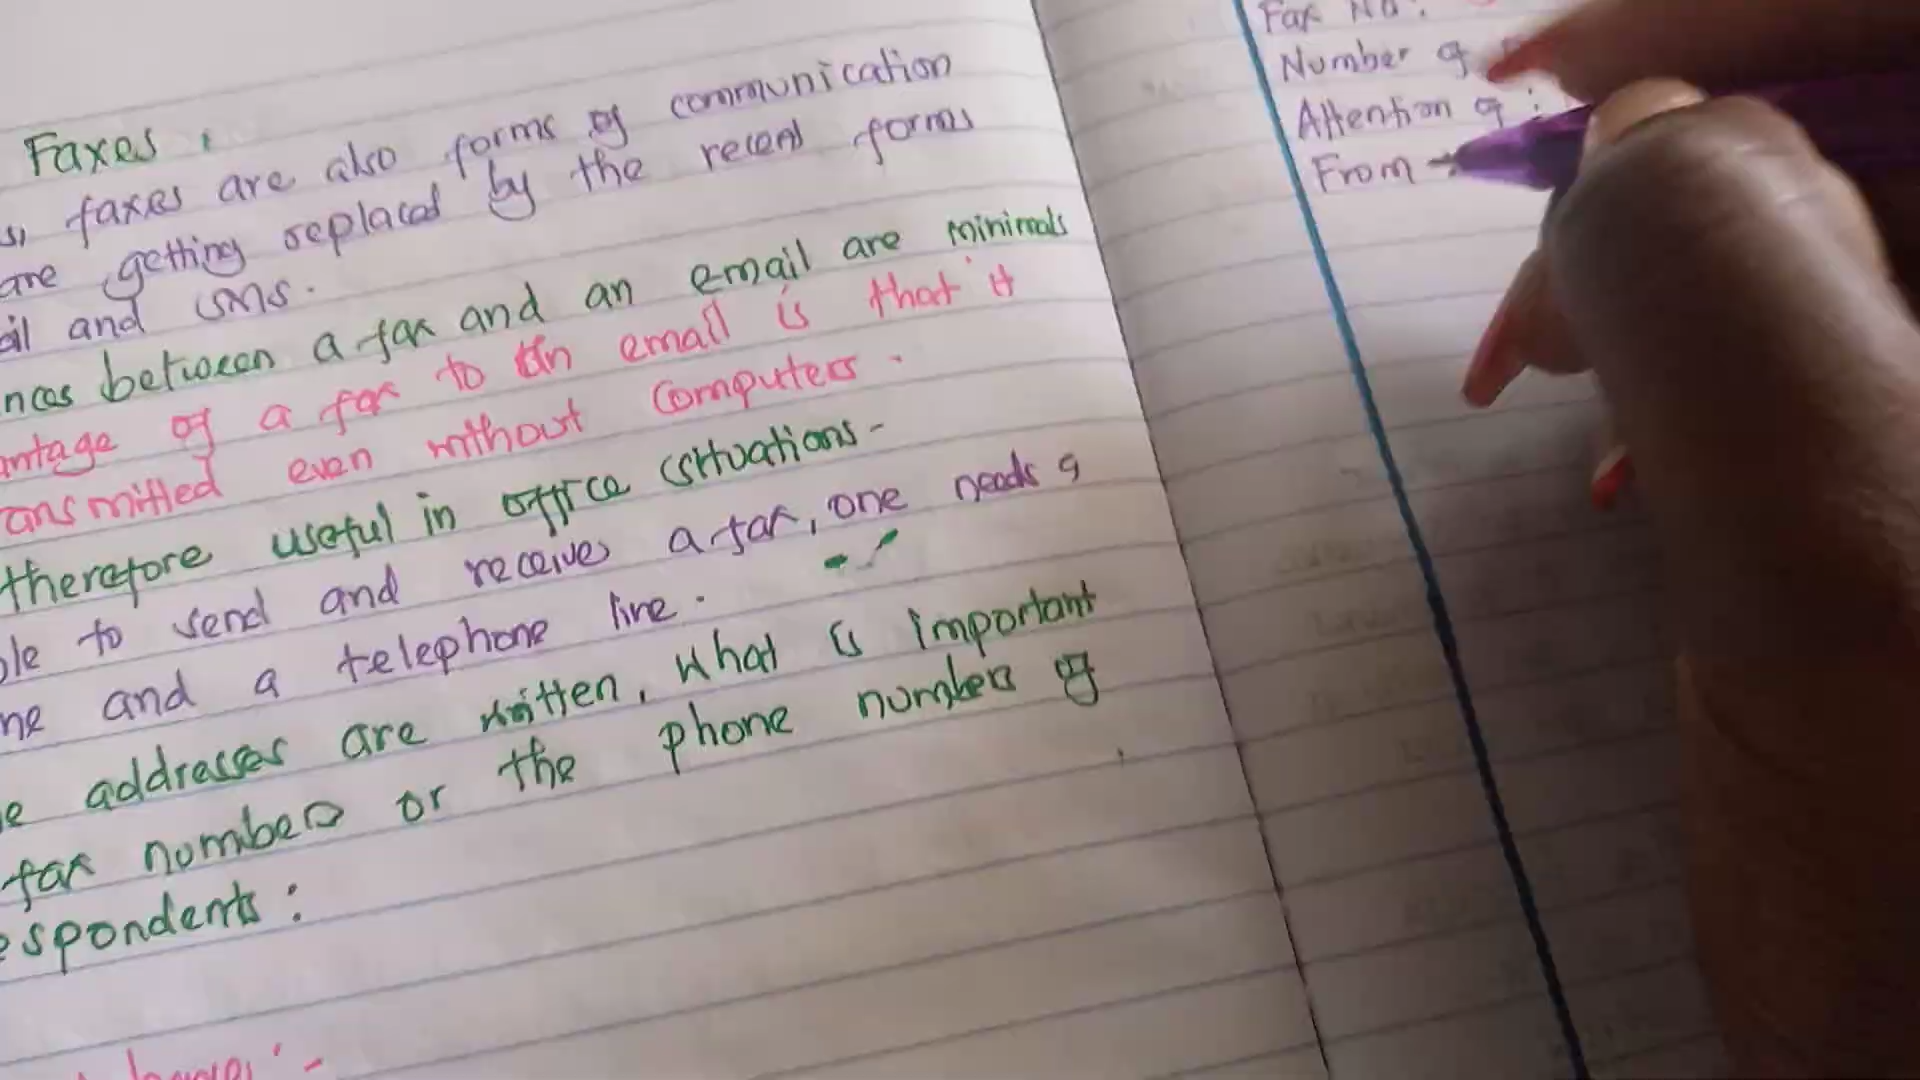 Faxes :
s, faxes are also forms of communication
are getting replaced by the recent forms
ail and SMS.
nces between a fax and an email are minimals
antage of a fax to an email is that it
ansmitted even without computers.
therefore useful in office situations-
ble to send and receives a fax, one needs a
ne and a telephone line.
e addresses are written, what is important
fax numbers or the phone numbers of
espondents :
Fax No:
Number of
Attention of :
From